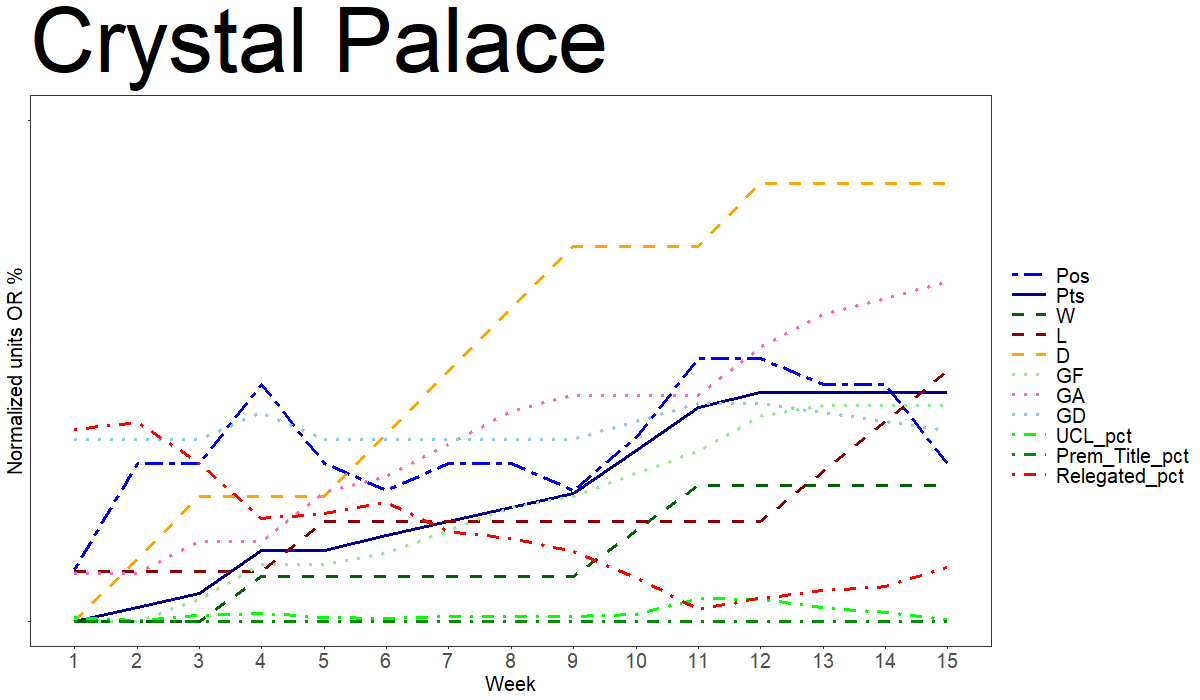 Crystal Palace
Normalized units OR %
1 2 3 4 5 6 7 8 9 10 11 12 13 14 15
Week
Pos
Pts
W
L
D
GF
GA
GD
UCL_pct
Prem_Title_pct
Relegated_pct